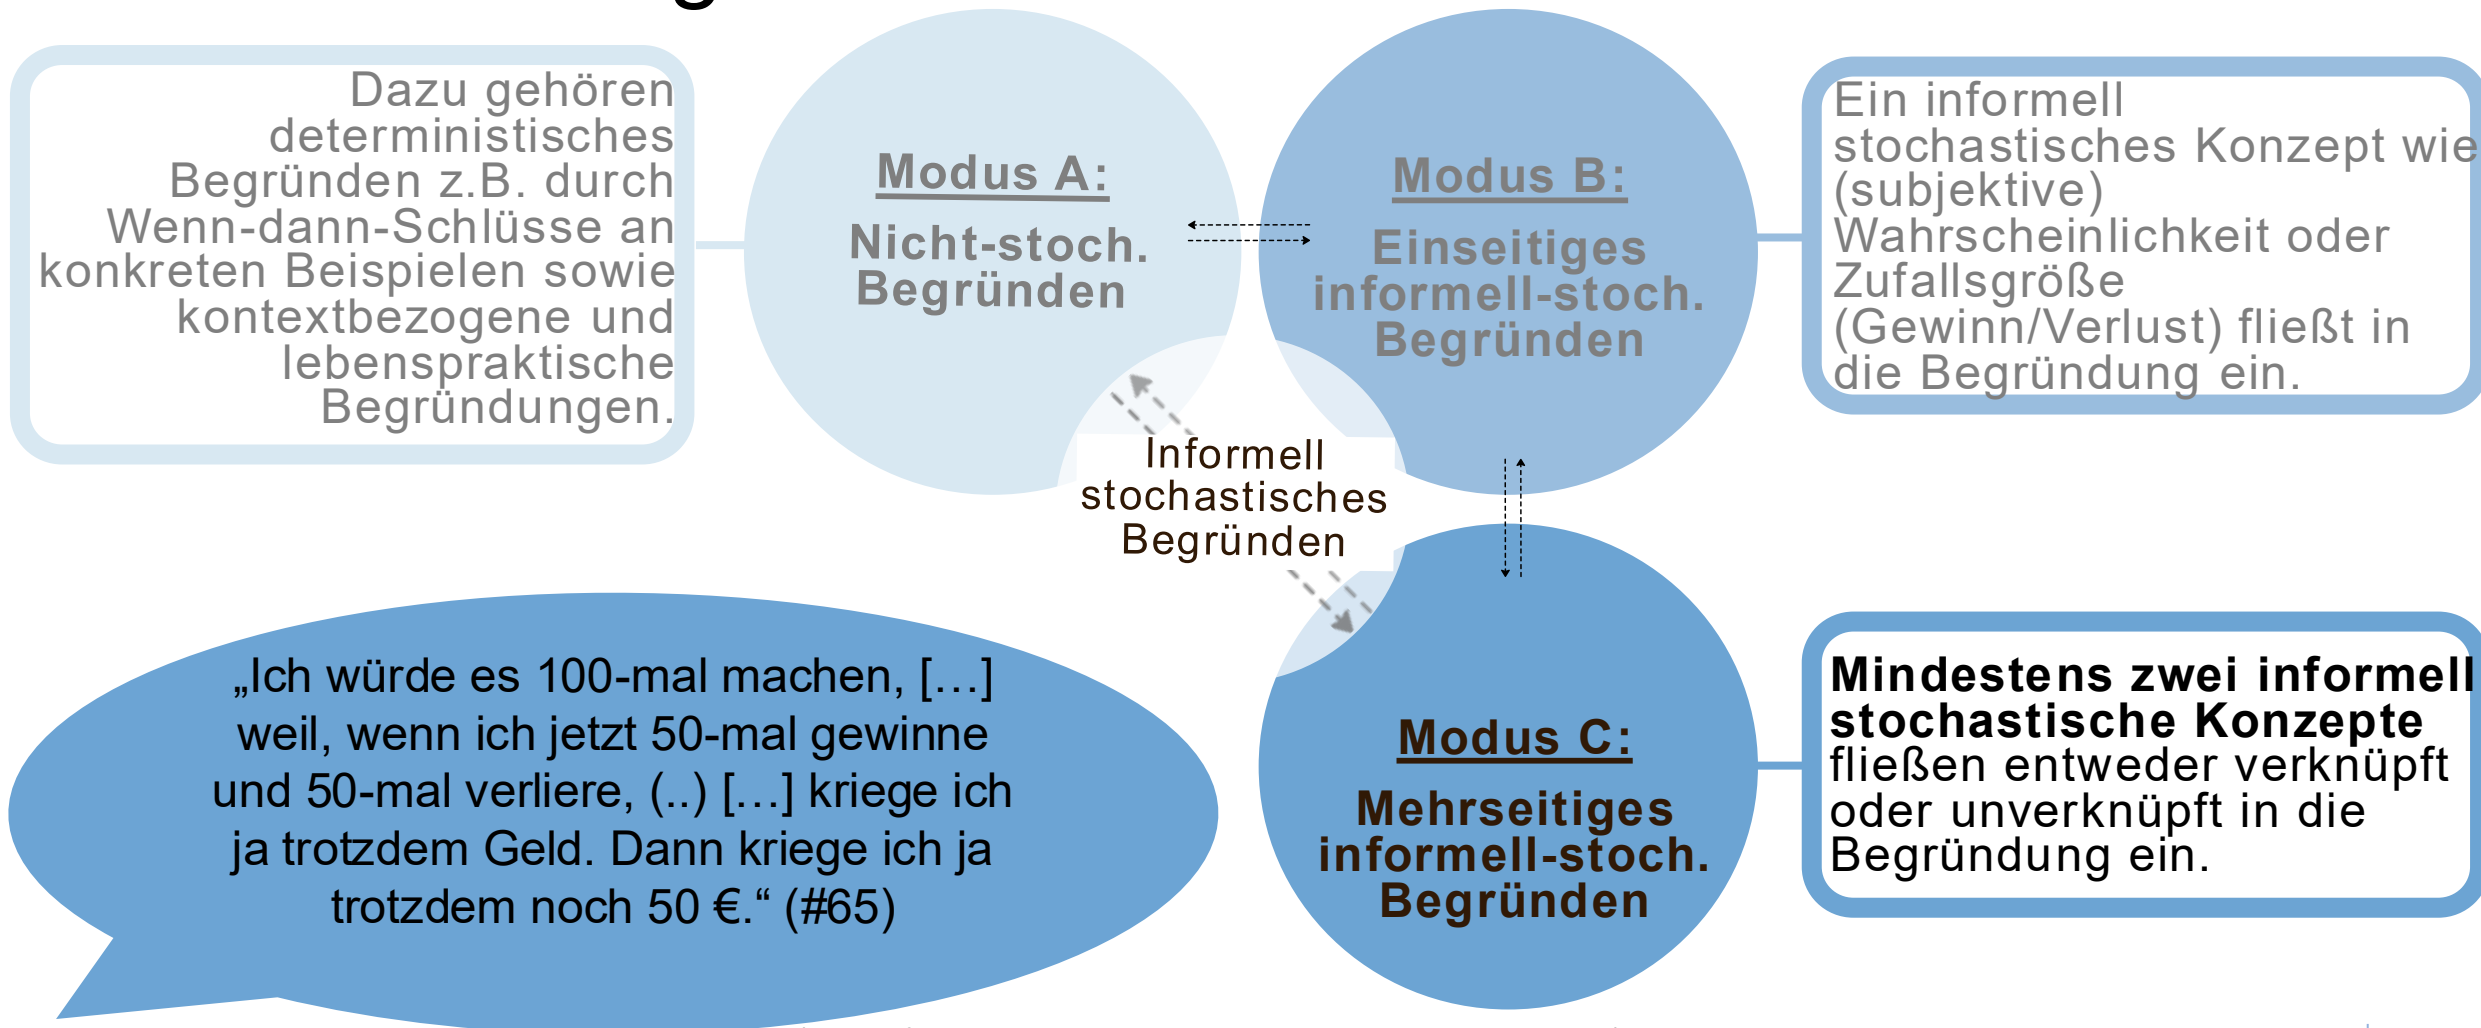 Dazu gehören
deterministisches
Begründen z.B. durch
Wenn-dann-Schlüsse an
konkreten Beispielen sowie
kontextbezogene und
lebenspraktische
Begründungen.
Modus A:
Nicht-stoch.
Begründen
Modus B:
Einseitiges
informell-stoch.
Begründen
Ein informell
stochastisches Konzept wie
(subjektive)
Wahrscheinlichkeit oder
Zufallsgröße
(Gewinn/Verlust) fließt in
die Begründung ein.
Informell
stochastisches
Begründen
„Ich würde es 100-mal machen, […]
weil, wenn ich jetzt 50-mal gewinne
und 50-mal verliere, (..) […] kriege ich
ja trotzdem Geld. Dann kriege ich ja
trotzdem noch 50 €.“ (#65)
Modus C:
Mehrseitiges
informell-stoch.
Begründen
Mindestens zwei informell
stochastische Konzepte
fließen entweder verknüpft
oder unverknüpft in die
Begründung ein.